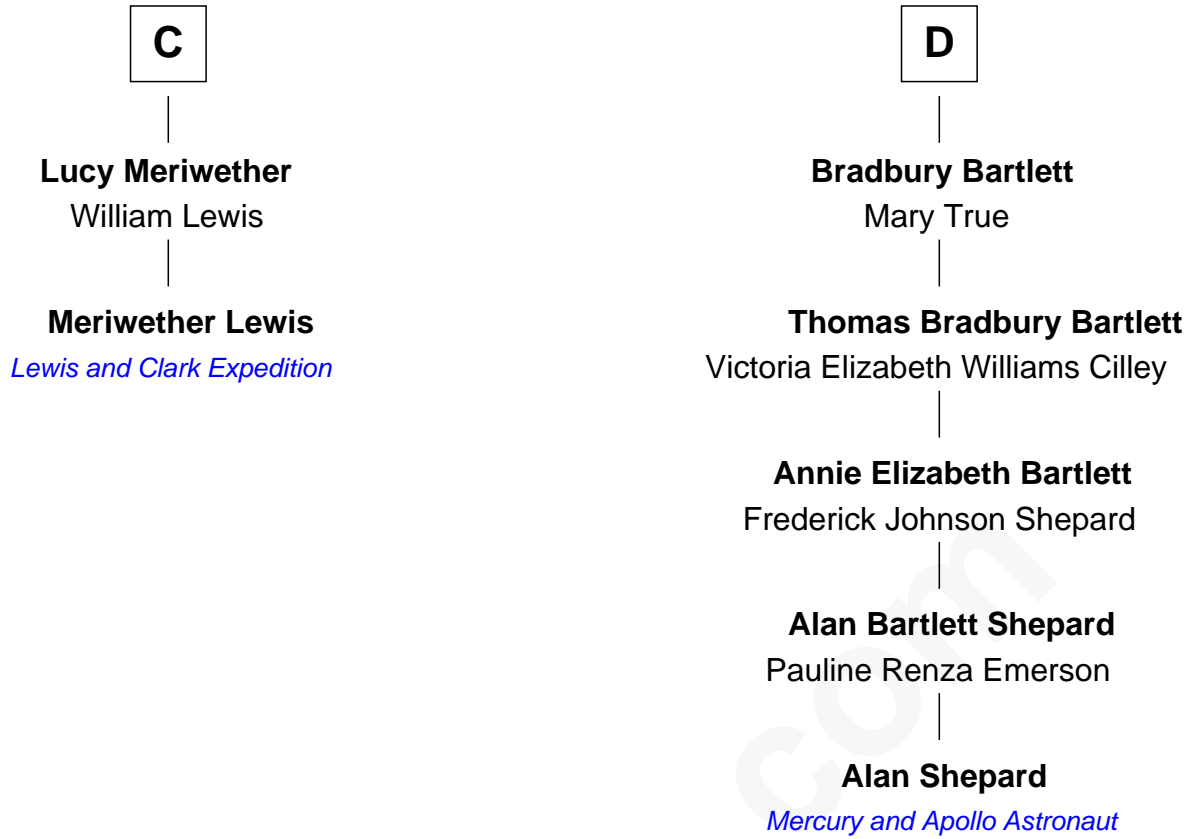 C
Lucy Meriwether
William Lewis
Meriwether Lewis
Lewis and Clark Expedition
D
Bradbury Bartlett
Mary True
Thomas Bradbury Bartlett
Victoria Elizabeth Williams Cilley
Annie Elizabeth Bartlett
Frederick Johnson Shepard
Alan Bartlett Shepard
Pauline Renza Emerson
Alan Shepard
Mercury and Apollo Astronaut
com